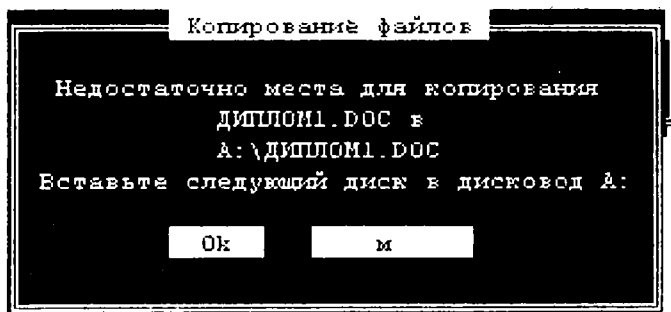 Копирование файлов
Недостаточно места для копирования
ДИПЛОМ1.DOC в
А:\ДИПЛОМ1.DOC
Вставьте следующий диск в дисковод А:
Ok м